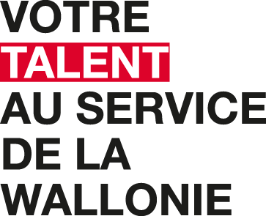 VOTRE
TALENT
AU SERVICE
DE LA
WALLONIE